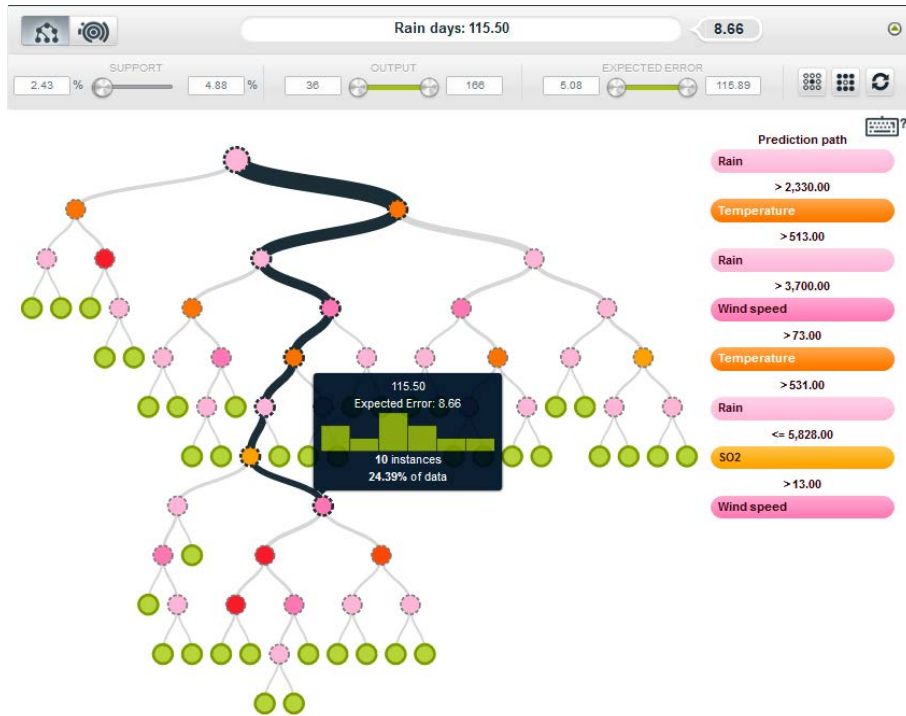 Rain days: 115.50
8.66
SUPPORT
OUTPUT
EXPECTED ERROR
2.43 %
4.88 %
36
166
5.08
115.89
?
Prediction path
Rain
> 2,330.00
Temperature
> 513.00
Rain
> 3,700.00
Wind speed
> 73.00
Temperature
> 531.00
Rain
<= 5,828.00
SO2
> 13.00
Wind speed
115.50
Expected Error: 8.66
10 instances
24.39% of data